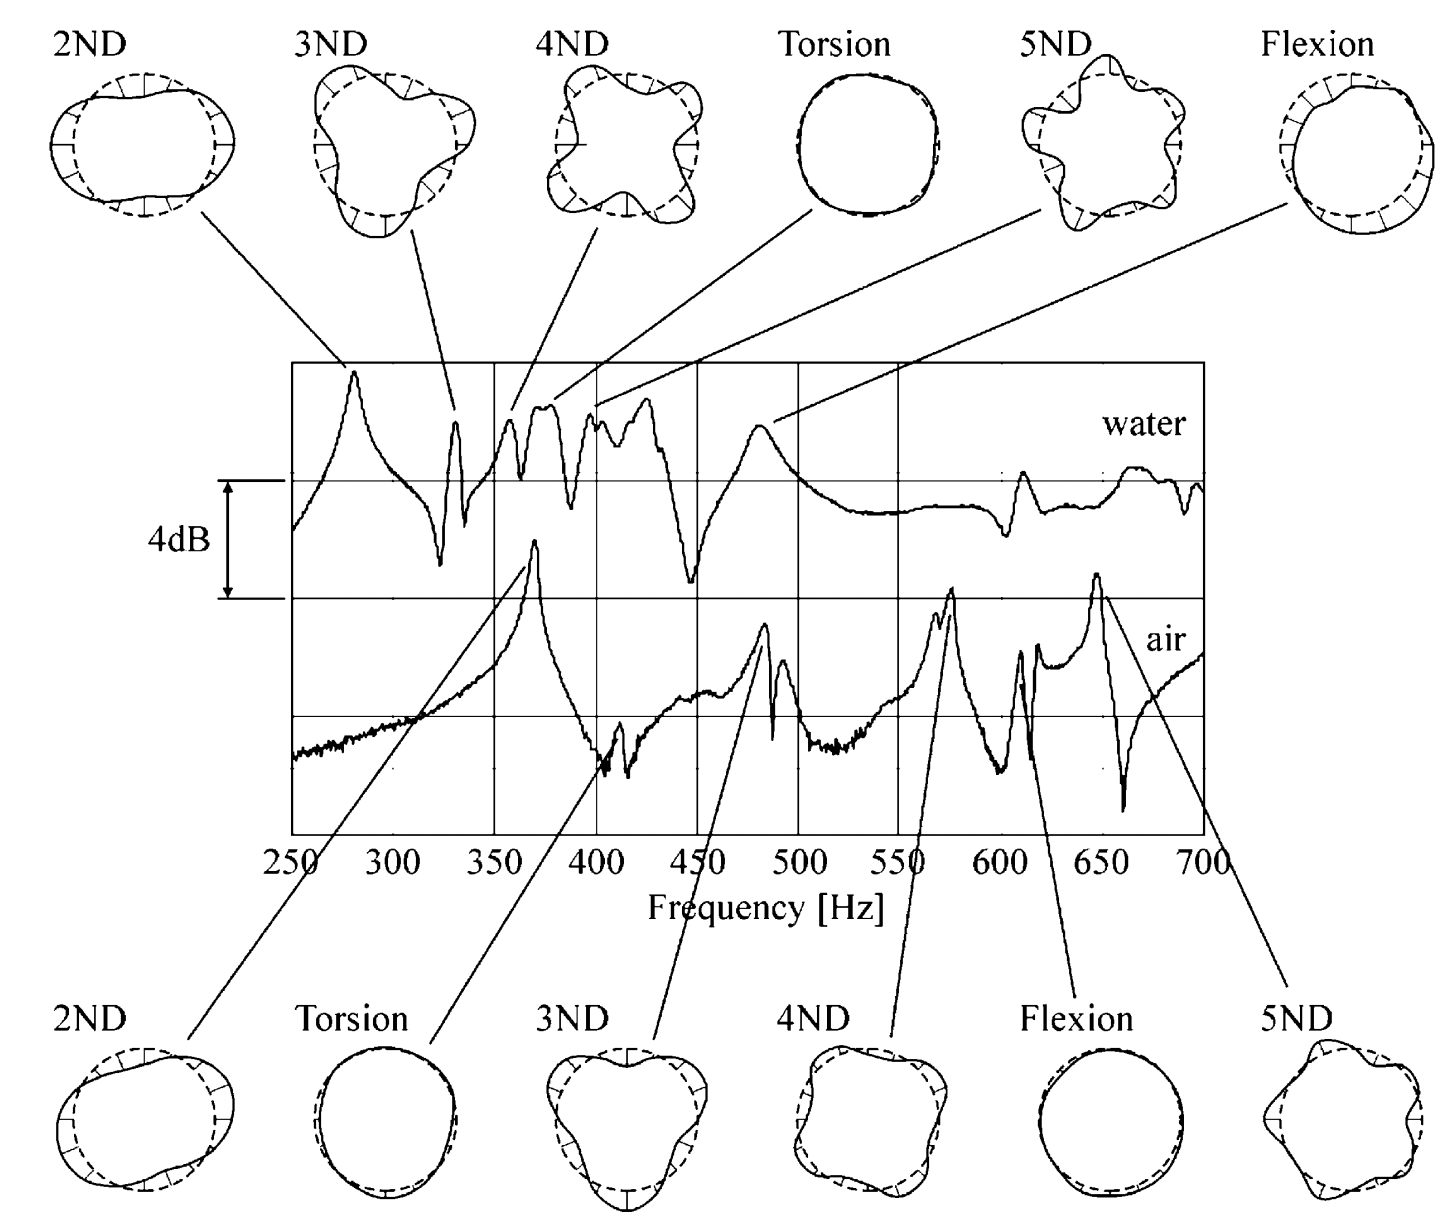 2ND 3ND 4ND Torsion 5ND Flexion
water
4dB
air
250 300 350 400 450 500 550 600 650 700
Frequency [Hz]
2ND Torsion 3ND 4ND Flexion 5ND